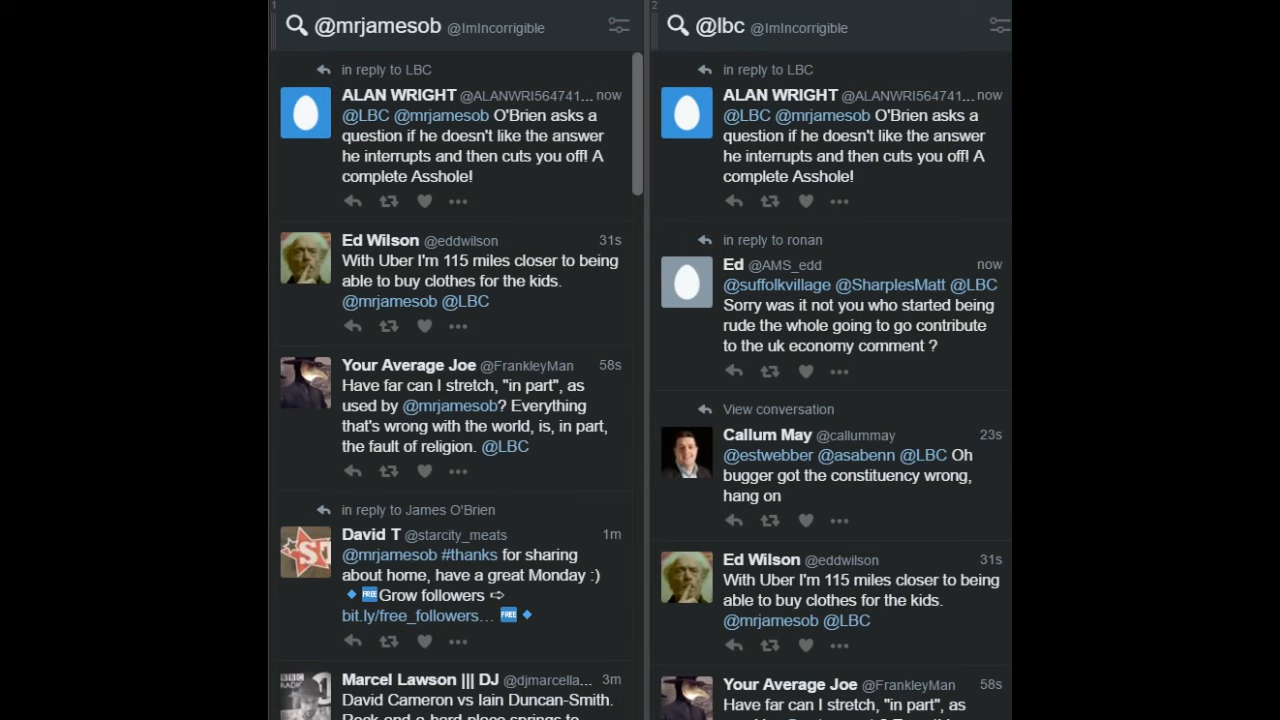 1
@mrjamesob @ImIncorrigible
in reply to LBC
ALAN WRIGHT @ALANWRI564741... now
@LBC @mrjamesob O'Brien asks a
question if he doesn't like the answer
he interrupts and then cuts you off! A
complete Asshole!
Ed Wilson @eddwilson 31s
With Uber I'm 115 miles closer to being
able to buy clothes for the kids.
@mrjamesob @LBC
Your Average Joe @FrankleyMan 58s
Have far can I stretch, "in part", as
used by @mrjamesob? Everything
that's wrong with the world, is, in part,
the fault of religion. @LBC
in reply to James O'Brien
David T @starcity_meats 1m
@mrjamesob #thanks for sharing
about home, have a great Monday :)
🔹🆓Grow followers ➪
bit.ly/free_followers… 🆓🔹
Marcel Lawson ||| DJ @djmarcella... 3m
David Cameron vs Iain Duncan-Smith.
Rock and a hard place springs to
2
@lbc @ImIncorrigible
in reply to LBC
ALAN WRIGHT @ALANWRI564741... now
@LBC @mrjamesob O'Brien asks a
question if he doesn't like the answer
he interrupts and then cuts you off! A
complete Asshole!
in reply to ronan
Ed @AMS_edd now
@suffolkvillage @SharplesMatt @LBC
Sorry was it not you who started being
rude the whole going to go contribute
to the uk economy comment ?
View conversation
Callum May @callummay 23s
@estwebber @asabenn @LBC Oh
bugger got the constituency wrong,
hang on
Ed Wilson @eddwilson 31s
With Uber I'm 115 miles closer to being
able to buy clothes for the kids.
@mrjamesob @LBC
Your Average Joe @FrankleyMan 58s
Have far can I stretch, "in part", as